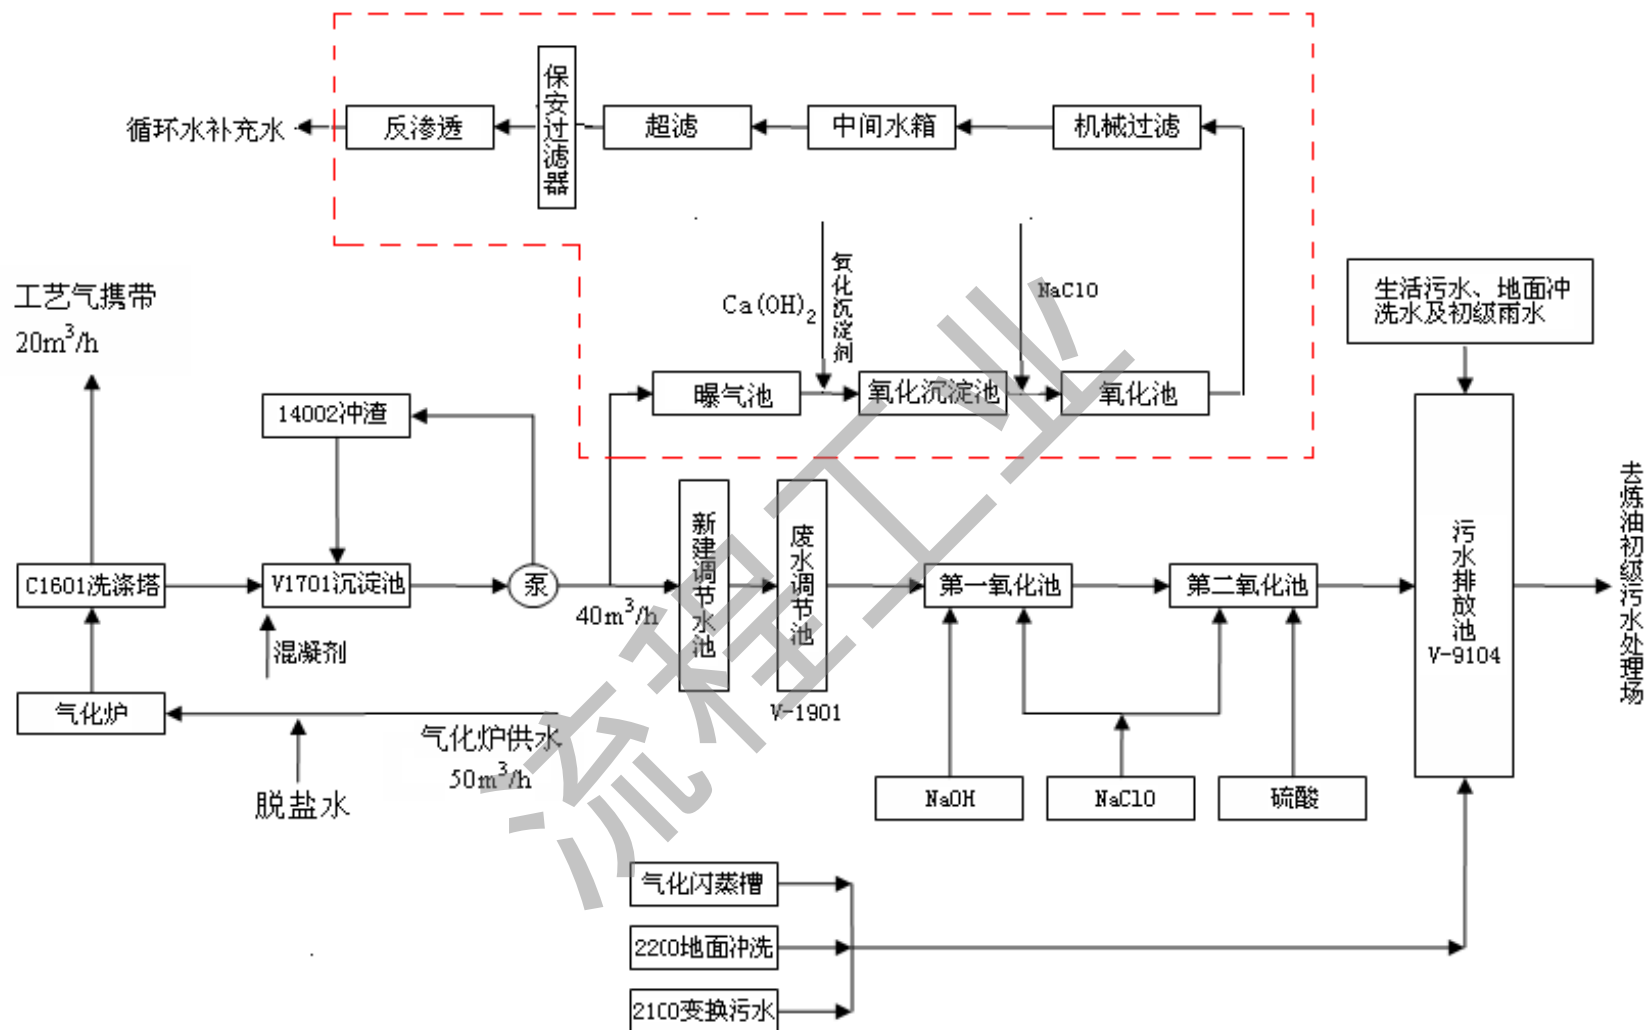 保安过滤器
循环水补充水
反渗透
超滤
中间水箱
机械过滤
工艺气携带
20m³/h
Ca(OH)₂
氧化沉淀剂
NaClO
生活污水、地面冲
洗水及初级雨水
曝气池
氧化沉淀池
氧化池
14002冲渣
C1601洗涤塔
V1701沉淀池
泵
40m³/h
新建调节水池
废水调节池
V-1901
第一氧化池
第二氧化池
污水排放池
V-9104
去炼油初级污水处理场
混凝剂
气化炉
气化炉供水
50m³/h
脱盐水
NaOH
NaClO
硫酸
气化闪蒸槽
2200地面冲洗
2100变换污水
流程工业